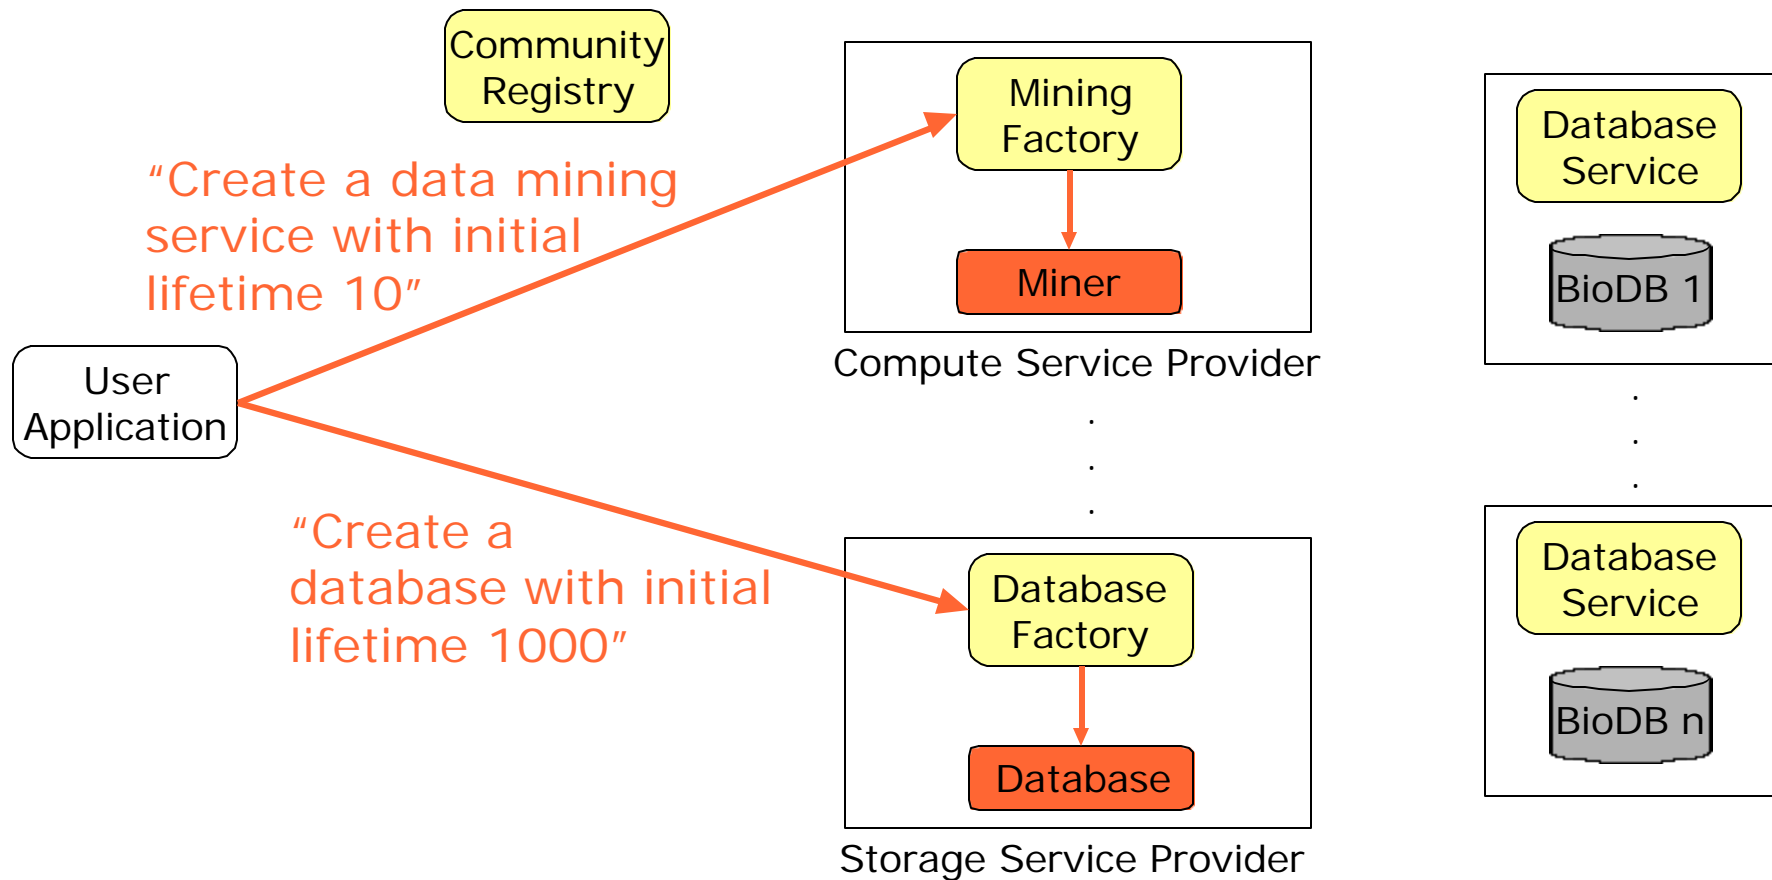 Community
Registry
Mining
Factory
Database
Service
“Create a data mining
service with initial
lifetime 10”
Miner
BioDB 1
Compute Service Provider
User
Application
.
.
.
.
.
.
“Create a
database with initial
lifetime 1000”
Database
Factory
Database
Service
BioDB n
Database
Storage Service Provider